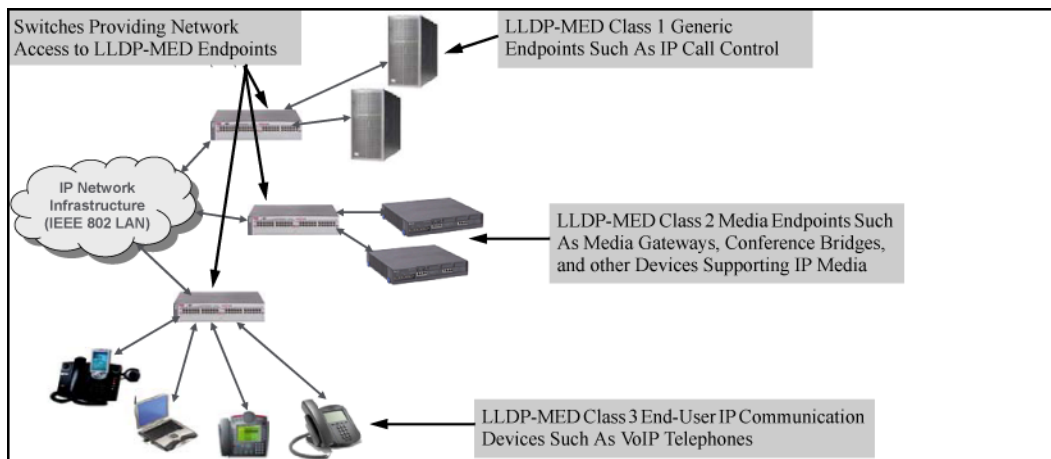 Switches Providing Network
Access to LLDP-MED Endpoints
LLDP-MED Class 1 Generic
Endpoints Such As IP Call Control
IP Network
Infrastructure
(IEEE 802 LAN)
LLDP-MED Class 2 Media Endpoints Such
As Media Gateways, Conference Bridges,
and other Devices Supporting IP Media
LLDP-MED Class 3 End-User IP Communication
Devices Such As VoIP Telephones